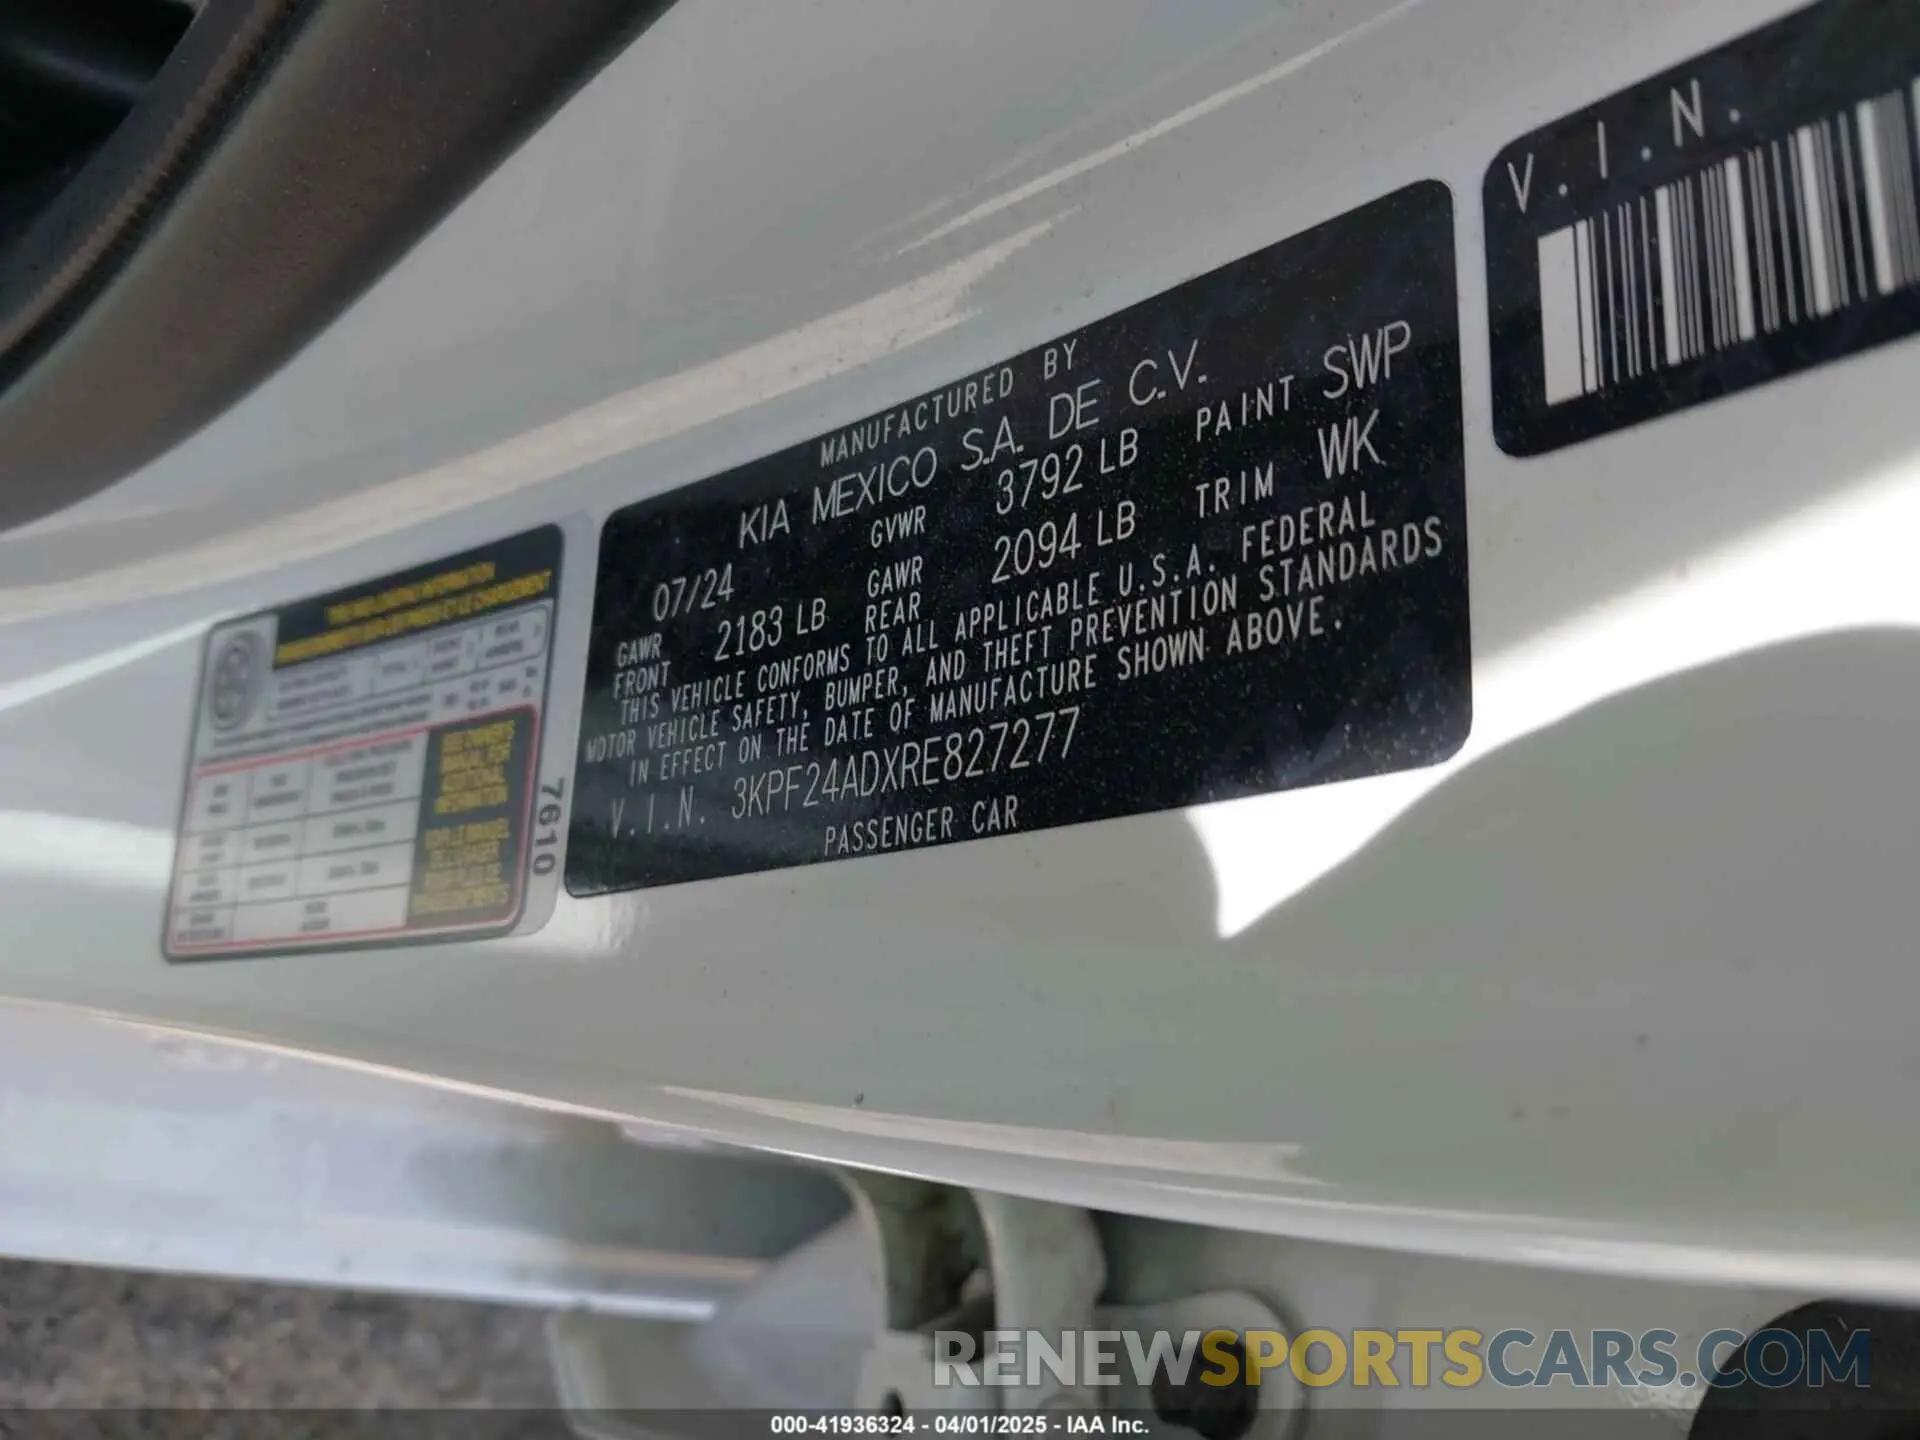 MANUFACTURED BY
KIA MEXICO S.A. DE C.V.
07/24 GVWR 3792 LB PAINT SWP
GAWR FRONT 2183 LB GAWR REAR 2094 LB TRIM WK
THIS VEHICLE CONFORMS TO ALL APPLICABLE U.S.A. FEDERAL
MOTOR VEHICLE SAFETY, BUMPER, AND THEFT PREVENTION STANDARDS
IN EFFECT ON THE DATE OF MANUFACTURE SHOWN ABOVE.
V.I.N. 3KPF24ADXRE827277
PASSENGER CAR
V.I.N.
7610
RENEWSPORTSCARS.COM
000-41936324 - 04/01/2025 - IAA Inc.